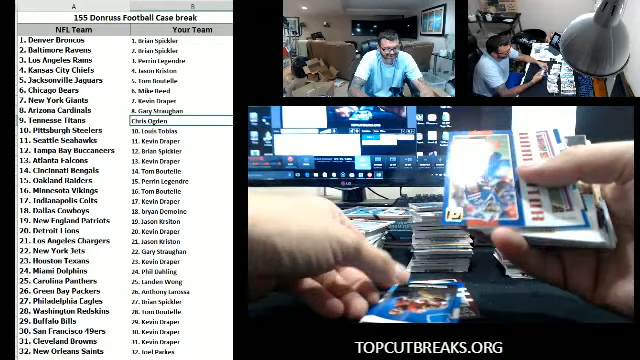 A B
155 Donruss Football Case break
NFL Team Your Team
1. Denver Broncos 1. Brian Spickler
2. Baltimore Ravens 2. Brian Spickler
3. Los Angeles Rams 3. Perrin Legendre
4. Kansas City Chiefs 4. Jason Kriston
5. Jacksonville Jaguars 5. Tom Boutelle
6. Chicago Bears 6. Mike Reed
7. New York Giants 7. Kevin Draper
8. Arizona Cardinals 8. Gary Straughan
9. Tennesse Titans Chris Ogden
10. Pittsburgh Steelers 10. Louis Tobias
11. Seattle Seahawks 11. Kevin Draper
12. Tampa Bay Buccaneers 12. Brian Spickler
13. Atlanta Falcons 13. Kevin Draper
14. Cincinnati Bengals 14. Tom Boutelle
15. Oakland Raiders 15. Perrin Legendre
16. Minnesota Vikings 16. Tom Boutelle
17. Indianapolis Colts 17. Kevin Draper
18. Dallas Cowboys 18. bryan Demoine
19. New England Patriots 19. Jason Kriston
20. Detroit Lions 20. Kevin Draper
21. Los Angeles Chargers 21. Jason Kriston
22. New York Jets 22. Gary Straughan
23. Houston Texans 23. Kevin Draper
24. Miami Dolphins 24. Phil Dahling
25. Carolina Panthers 25. Landen Wong
26. Green Bay Packers 26. Anthony Larossa
27. Philadelphia Eagles 27. Brian Spickler
28. Washington Redskins 28. Tom Boutelle
29. Buffalo Bills 29. Kevin Draper
30. San Francisco 49ers 30. Kevin Draper
31. Cleveland Browns 31. Kevin Draper
32. New Orleans Saints 32. Joel Parkes
TOPCUTBREAKS.ORG